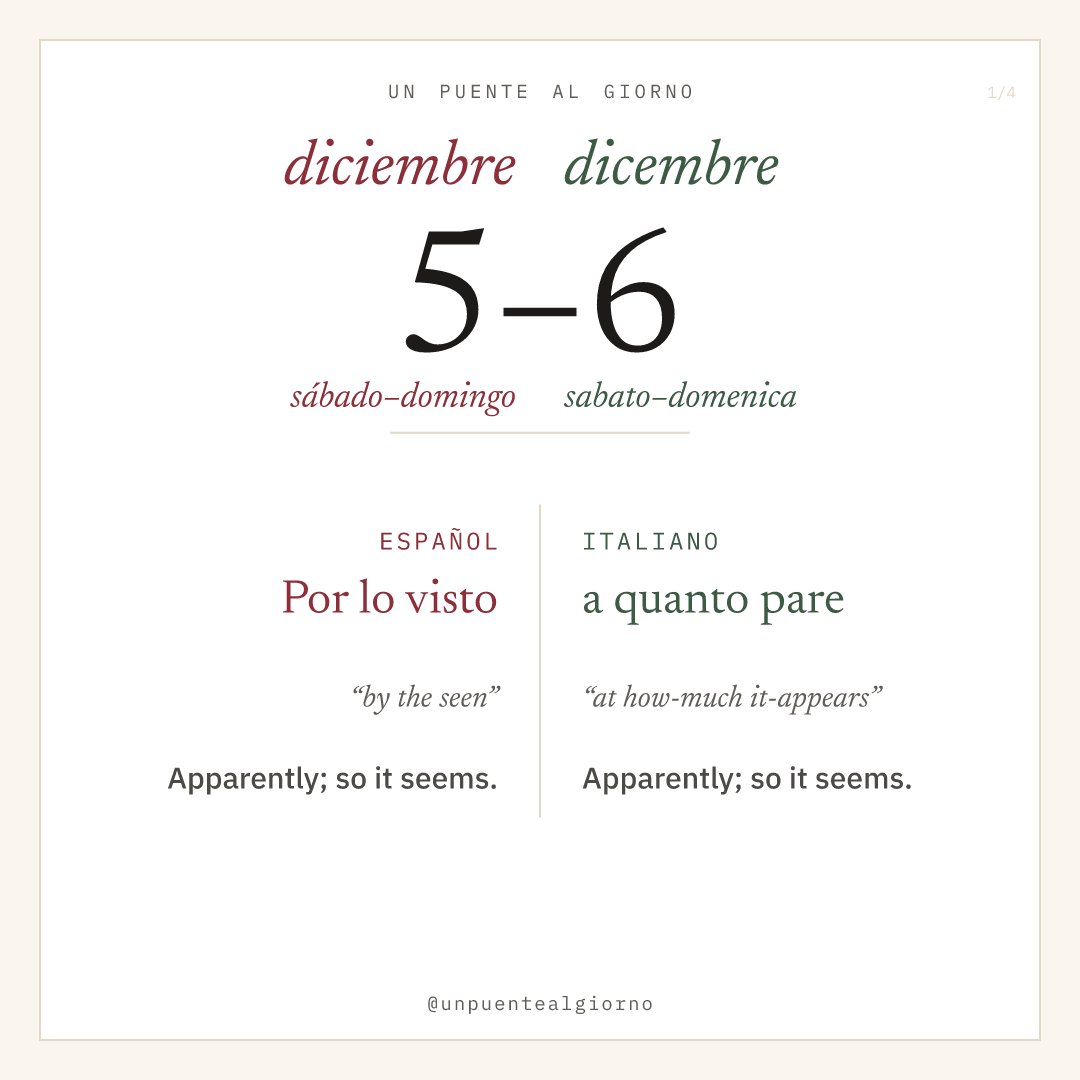 UN PUENTE AL GIORNO
1/4
diciembre dicembre
5–6
sábado–domingo sabato–domenica
ESPAÑOL
Por lo visto
“by the seen”
Apparently; so it seems.
ITALIANO
a quanto pare
“at how-much it-appears”
Apparently; so it seems.
@unpuentealgiorno